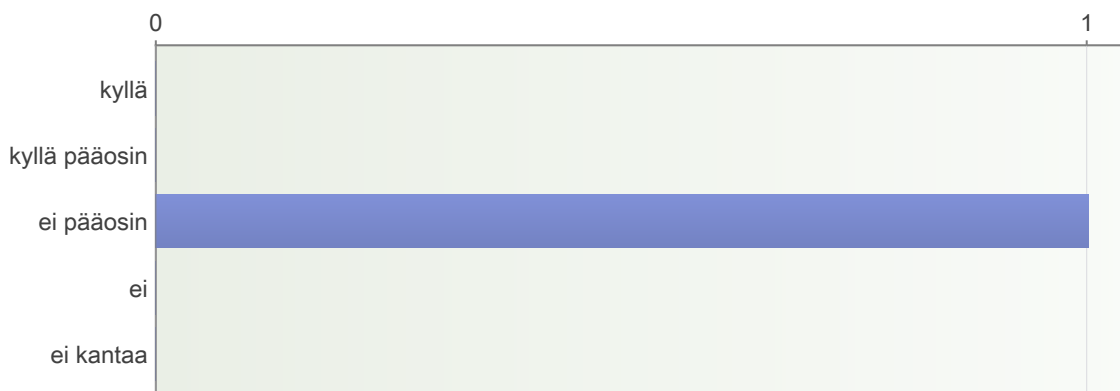 0 1
kyllä
kyllä pääosin
ei pääosin
ei
ei kantaa